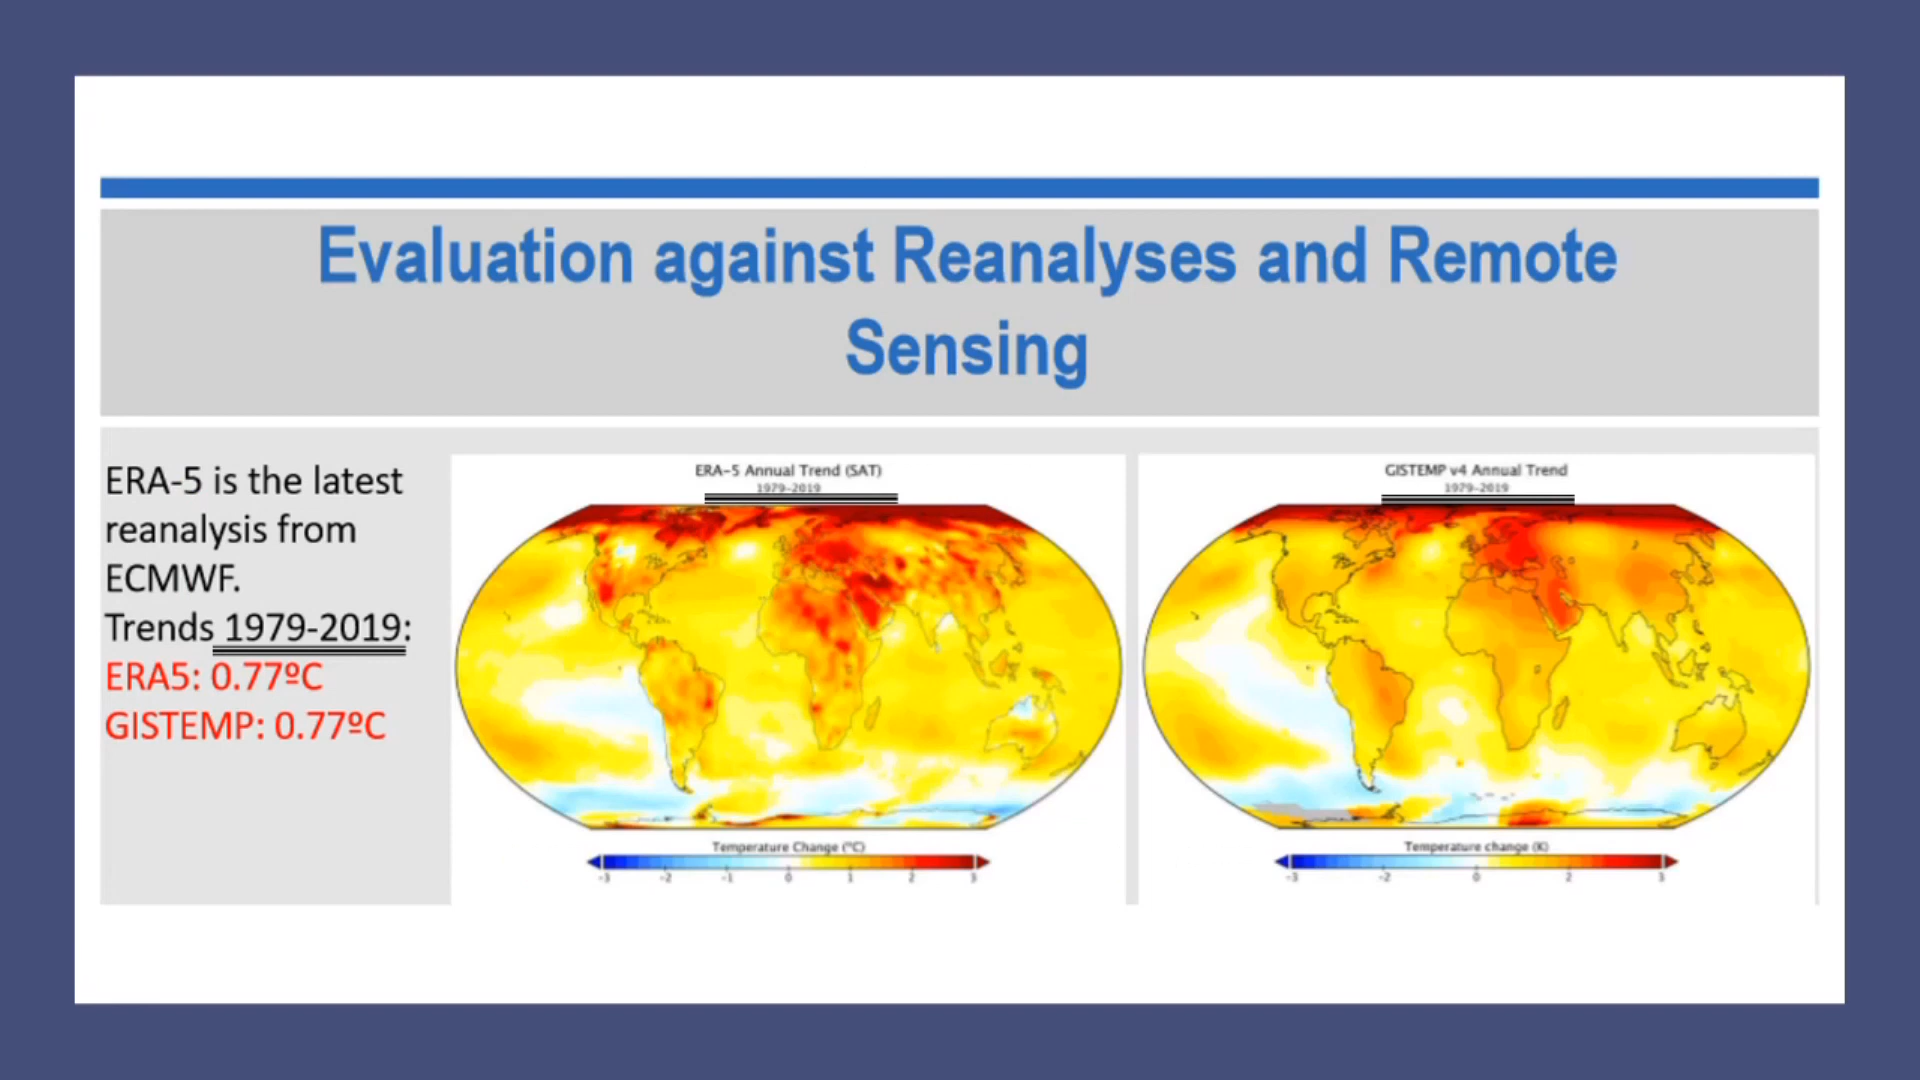 Evaluation against Reanalyses and Remote
Sensing
ERA-5 is the latest
reanalysis from
ECMWF.
Trends 1979-2019:
ERA5: 0.77ºC
GISTEMP: 0.77ºC
ERA-5 Annual Trend (SAT)
1979-2019
Temperature Change (°C)
-3 -2 -1 0 1 2 3
GISTEMP v4 Annual Trend
1979-2019
Temperature change (K)
-3 -2 0 2 3